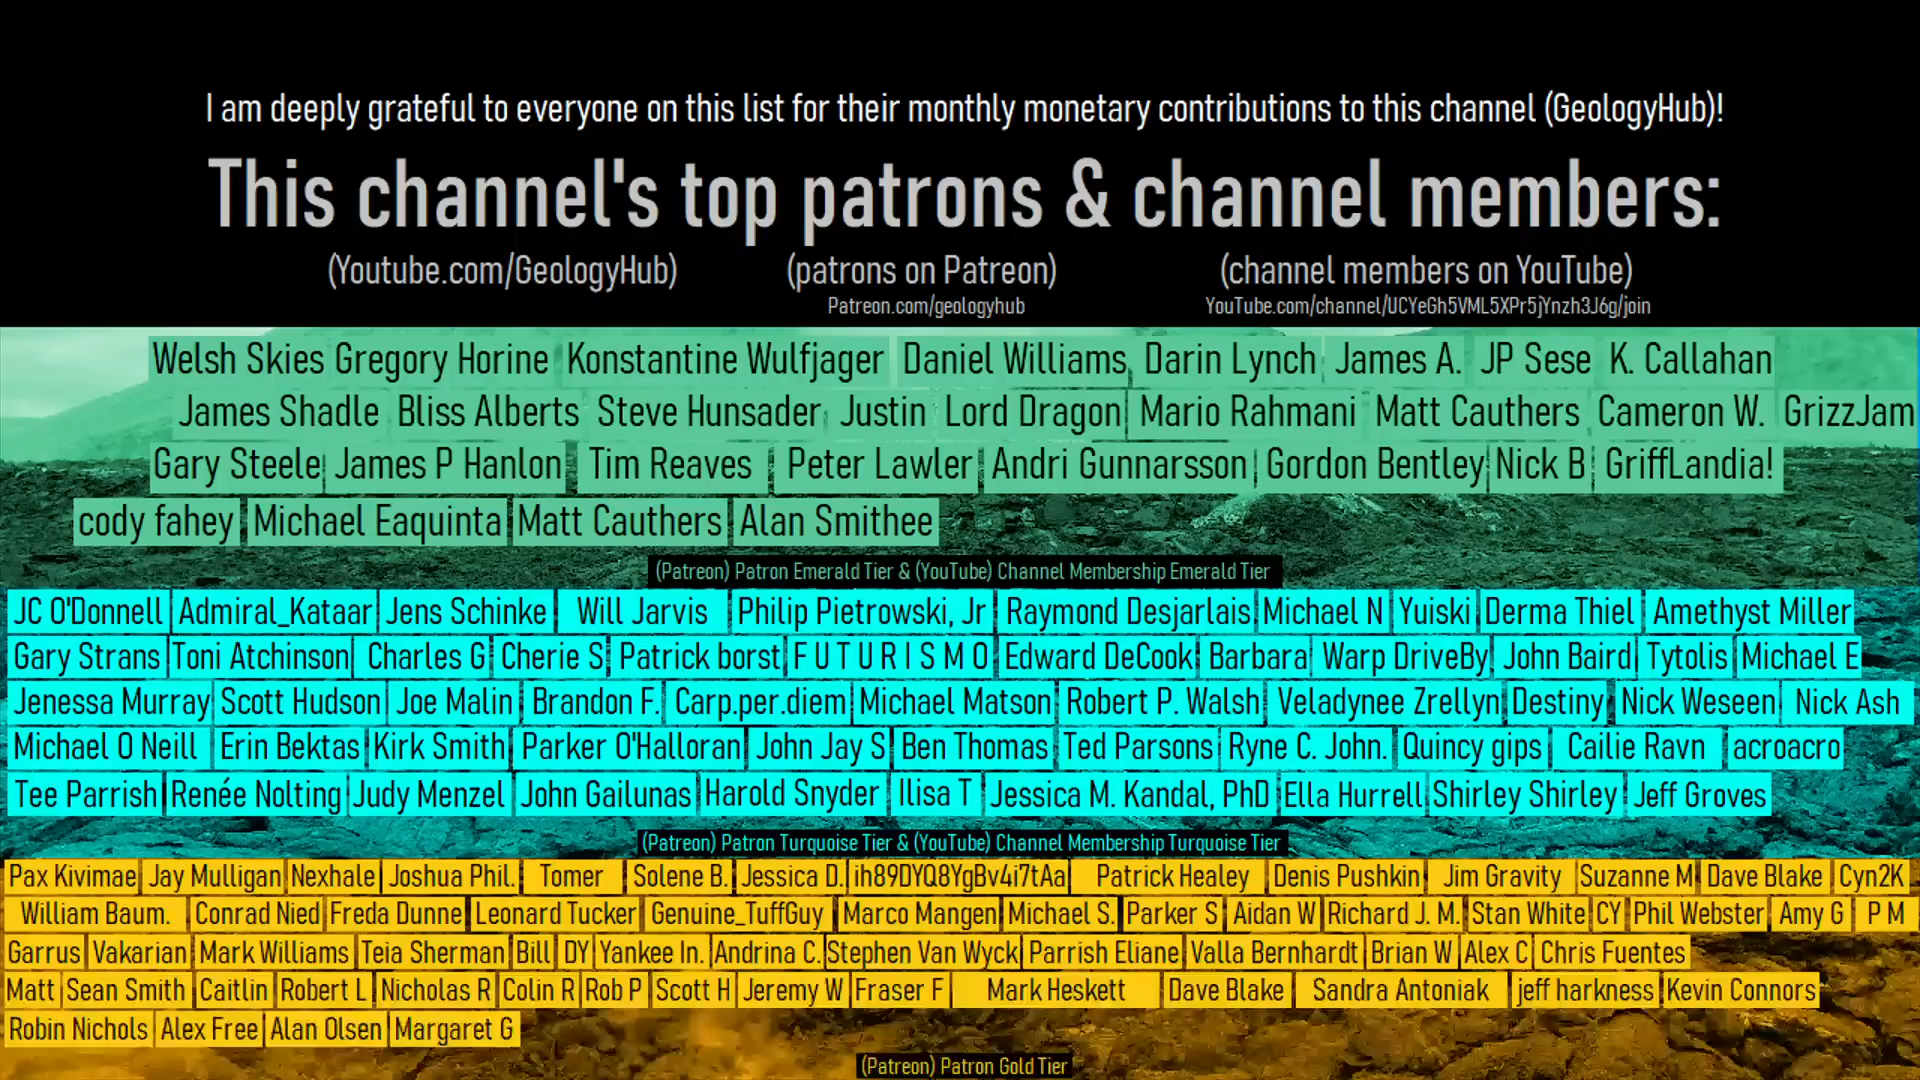 I am deeply grateful to everyone on this list for their monthly monetary contributions to this channel (GeologyHub)!
This channel's top patrons & channel members:
(Youtube.com/GeologyHub) (patrons on Patreon) (channel members on YouTube)
Patreon.com/geologyhub YouTube.com/channel/UCYeGh5VML5XPr5jYnzh3J6g/join
Welsh Skies Gregory Horine Konstantine Wulfjager Daniel Williams Darin Lynch James A. JP Sese K. Callahan
James Shadle Bliss Alberts Steve Hunsader Justin Lord Dragon Mario Rahmani Matt Cauthers Cameron W. GrizzJam
Gary Steele James P Hanlon Tim Reaves Peter Lawler Andri Gunnarsson Gordon Bentley Nick B GriffLandia!
cody fahey Michael Eaquinta Matt Cauthers Alan Smithee
(Patreon) Patron Emerald Tier & (YouTube) Channel Membership Emerald Tier
JC O'Donnell Admiral_Kataar Jens Schinke Will Jarvis Philip Pietrowski, Jr Raymond Desjarlais Michael N Yuiski Derma Thiel Amethyst Miller
Gary Strans Toni Atchinson Charles G Cherie S Patrick borst F U T U R I S M O Edward DeCook Barbara Warp DriveBy John Baird Tytolis Michael E
Jenessa Murray Scott Hudson Joe Malin Brandon F. Carp.per.diem Michael Matson Robert P. Walsh Veladynee Zrellyn Destiny Nick Weseen Nick Ash
Michael O Neill Erin Bektas Kirk Smith Parker O'Halloran John Jay S Ben Thomas Ted Parsons Ryne C. John. Quincy gips Cailie Ravn acroacro
Tee Parrish Renée Nolting Judy Menzel John Gailunas Harold Snyder Ilisa T Jessica M. Kandal, PhD Ella Hurrell Shirley Shirley Jeff Groves
(Patreon) Patron Turquoise Tier & (YouTube) Channel Membership Turquoise Tier
Pax Kivimae Jay Mulligan Nexhale Joshua Phil. Tomer Solene B. Jessica D. ih89DYQ8YgBv4i7tAa Patrick Healey Denis Pushkin Jim Gravity Suzanne M Dave Blake Cyn2K
William Baum. Conrad Nied Freda Dunne Leonard Tucker Genuine_TuffGuy Marco Mangen Michael S. Parker S Aidan W Richard J. M. Stan White CY Phil Webster Amy G P M
Garrus Vakarian Mark Williams Teia Sherman Bill DY Yankee In. Andrina C. Stephen Van Wyck Parrish Eliane Valla Bernhardt Brian W Alex C Chris Fuentes
Matt Sean Smith Caitlin Robert L Nicholas R Colin R Rob P Scott H Jeremy W Fraser F Mark Heskett Dave Blake Sandra Antoniak jeff harkness Kevin Connors
Robin Nichols Alex Free Alan Olsen Margaret G
(Patreon) Patron Gold Tier